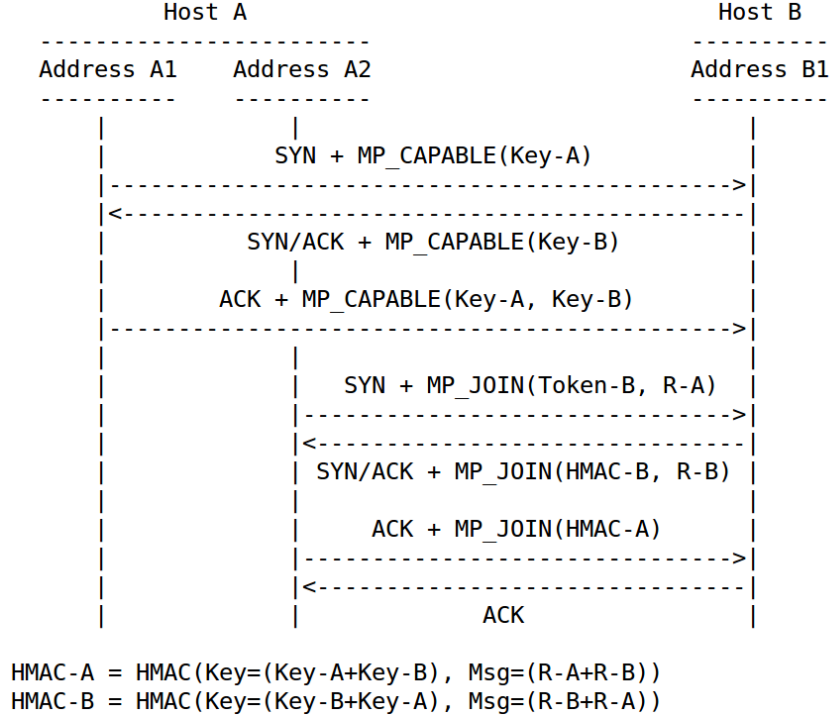 Host A Host B
Address A1 Address A2 Address B1
SYN + MP_CAPABLE(Key-A)
SYN/ACK + MP_CAPABLE(Key-B)
ACK + MP_CAPABLE(Key-A, Key-B)
SYN + MP_JOIN(Token-B, R-A)
SYN/ACK + MP_JOIN(HMAC-B, R-B)
ACK + MP_JOIN(HMAC-A)
ACK
HMAC-A = HMAC(Key=(Key-A+Key-B), Msg=(R-A+R-B))
HMAC-B = HMAC(Key=(Key-B+Key-A), Msg=(R-B+R-A))